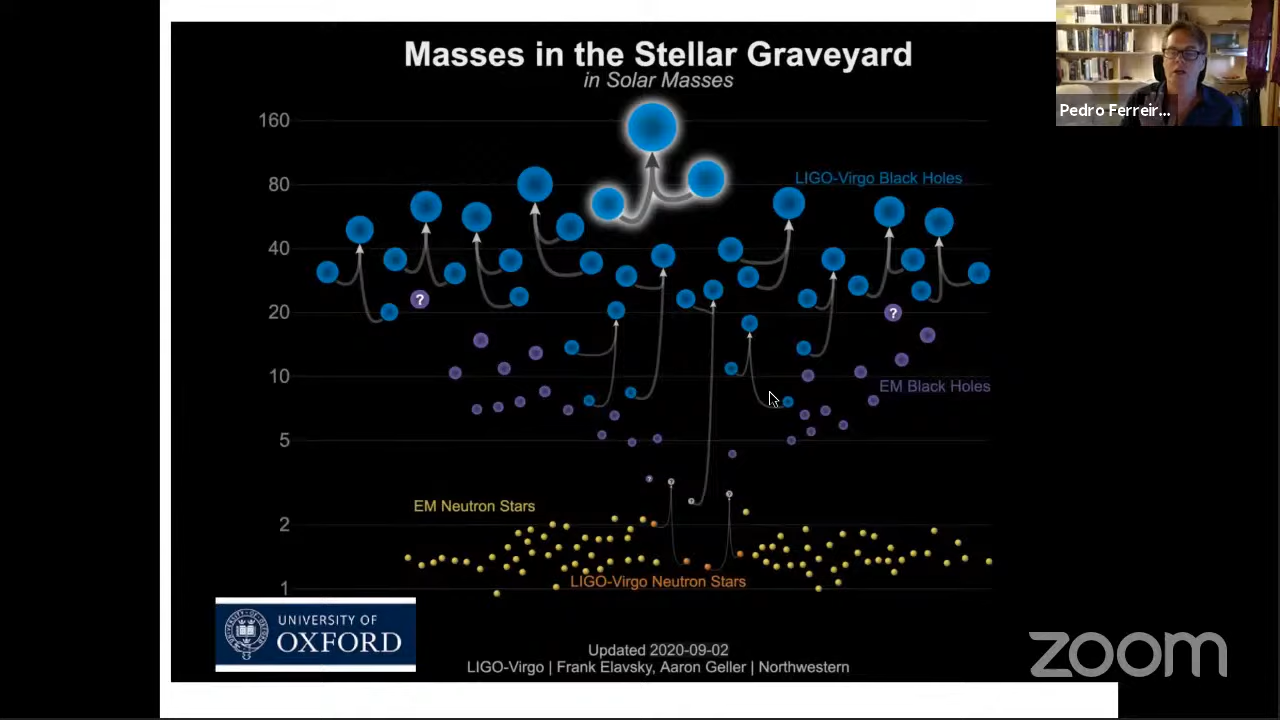 Masses in the Stellar Graveyard
in Solar Masses
Pedro Ferreir...
160
80
LIGO-Virgo Black Holes
40
?
20
?
10
EM Black Holes
5
?
?
?
?
EM Neutron Stars
2
LIGO-Virgo Neutron Stars
1
UNIVERSITY OF
OXFORD
Updated 2020-09-02
LIGO-Virgo | Frank Elavsky, Aaron Geller | Northwestern
zoom